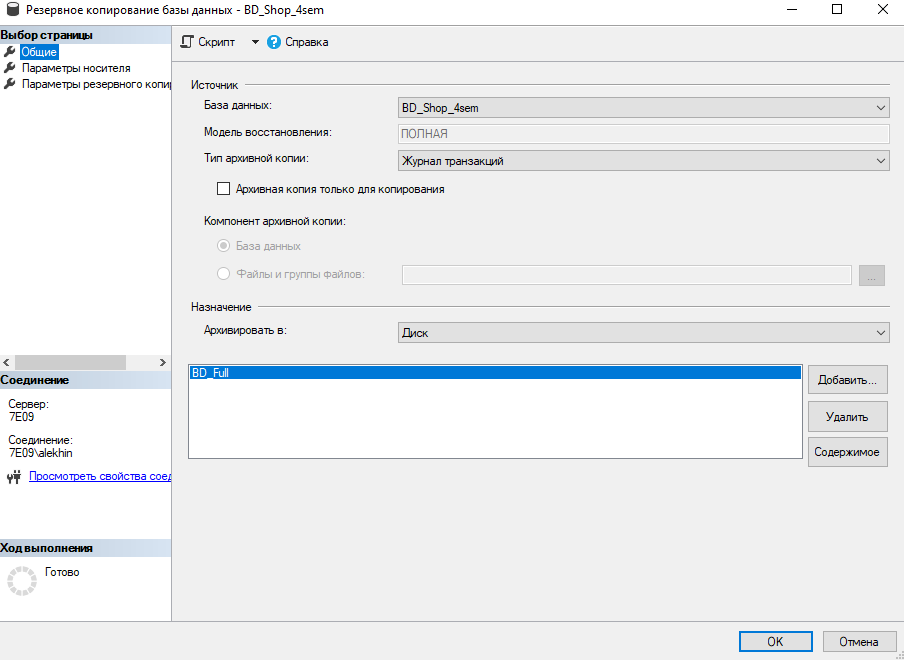 Резервное копирование базы данных - BD_Shop_4sem
Выбор страницы
Общие
Параметры носителя
Параметры резервного копи
Скрипт
Справка
Источник
База данных:
BD_Shop_4sem
Модель восстановления:
ПОЛНАЯ
Тип архивной копии:
Журнал транзакций
Архивная копия только для копирования
Компонент архивной копии:
База данных
Файлы и группы файлов:
...
Назначение
Архивировать в:
Диск
BD_Full
Добавить...
Удалить
Содержимое
Соединение
Сервер:
7E09
Соединение:
7E09\alekhin
Просмотреть свойства соед
Ход выполнения
Готово
OK
Отмена